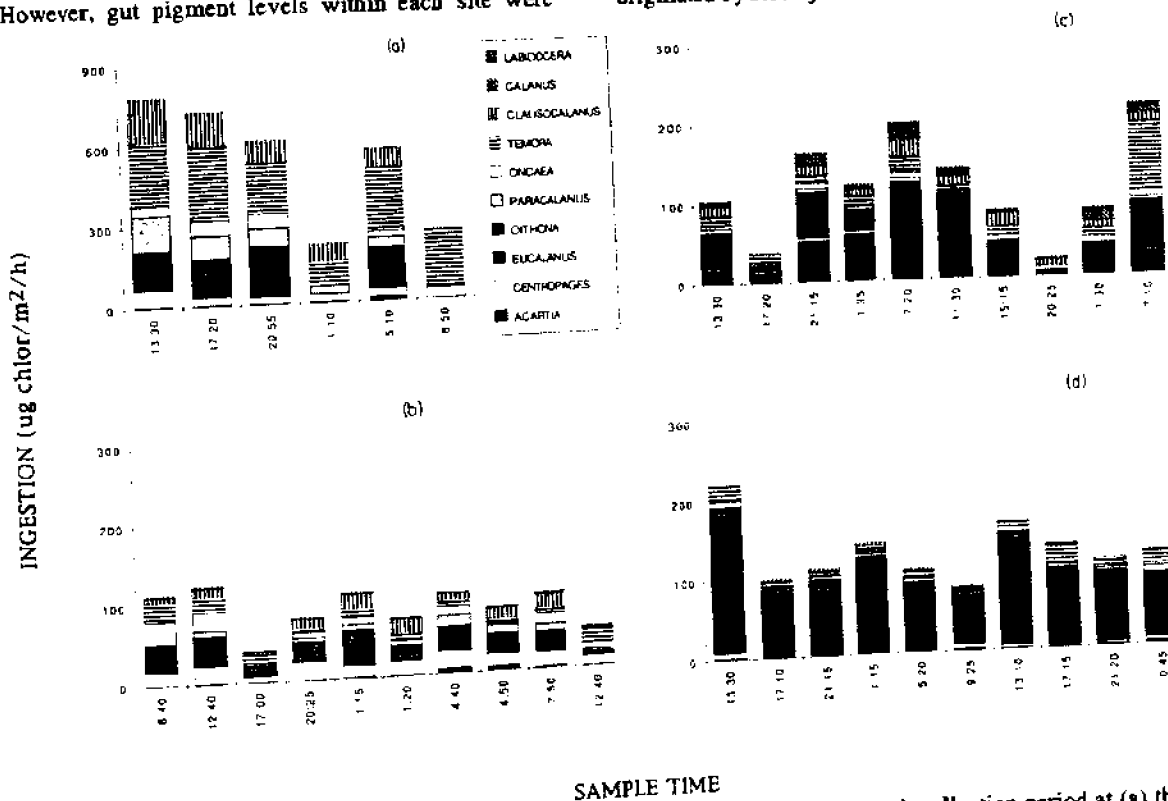 However, gut pigment levels within each site were
(a)
900
600
300
0
13 30
17 20
20 55
5 10
8 50
LABIDOCERA
CALANUS
CLAUSOCALANUS
TEMORA
ONCAEA
PARACALANUS
OITHONA
EUCALANUS
CENTROPAGES
ACARTIA
(c)
300
200
100
0
13 30
17 20
21 15
1 35
7 20
11 30
15 15
20 25
1 30
(b)
300
200
100
0
8 40
12 40
17 00
20:25
1 15
1.20
4 40
4.50
7 50
12 40
(d)
300
200
100
0
17 10
21 15
1 15
5 20
9 25
13 10
17 15
21 20
0 45
INGESTION (ug chlor/m²/h)
SAMPLE TIME
period at (a) th